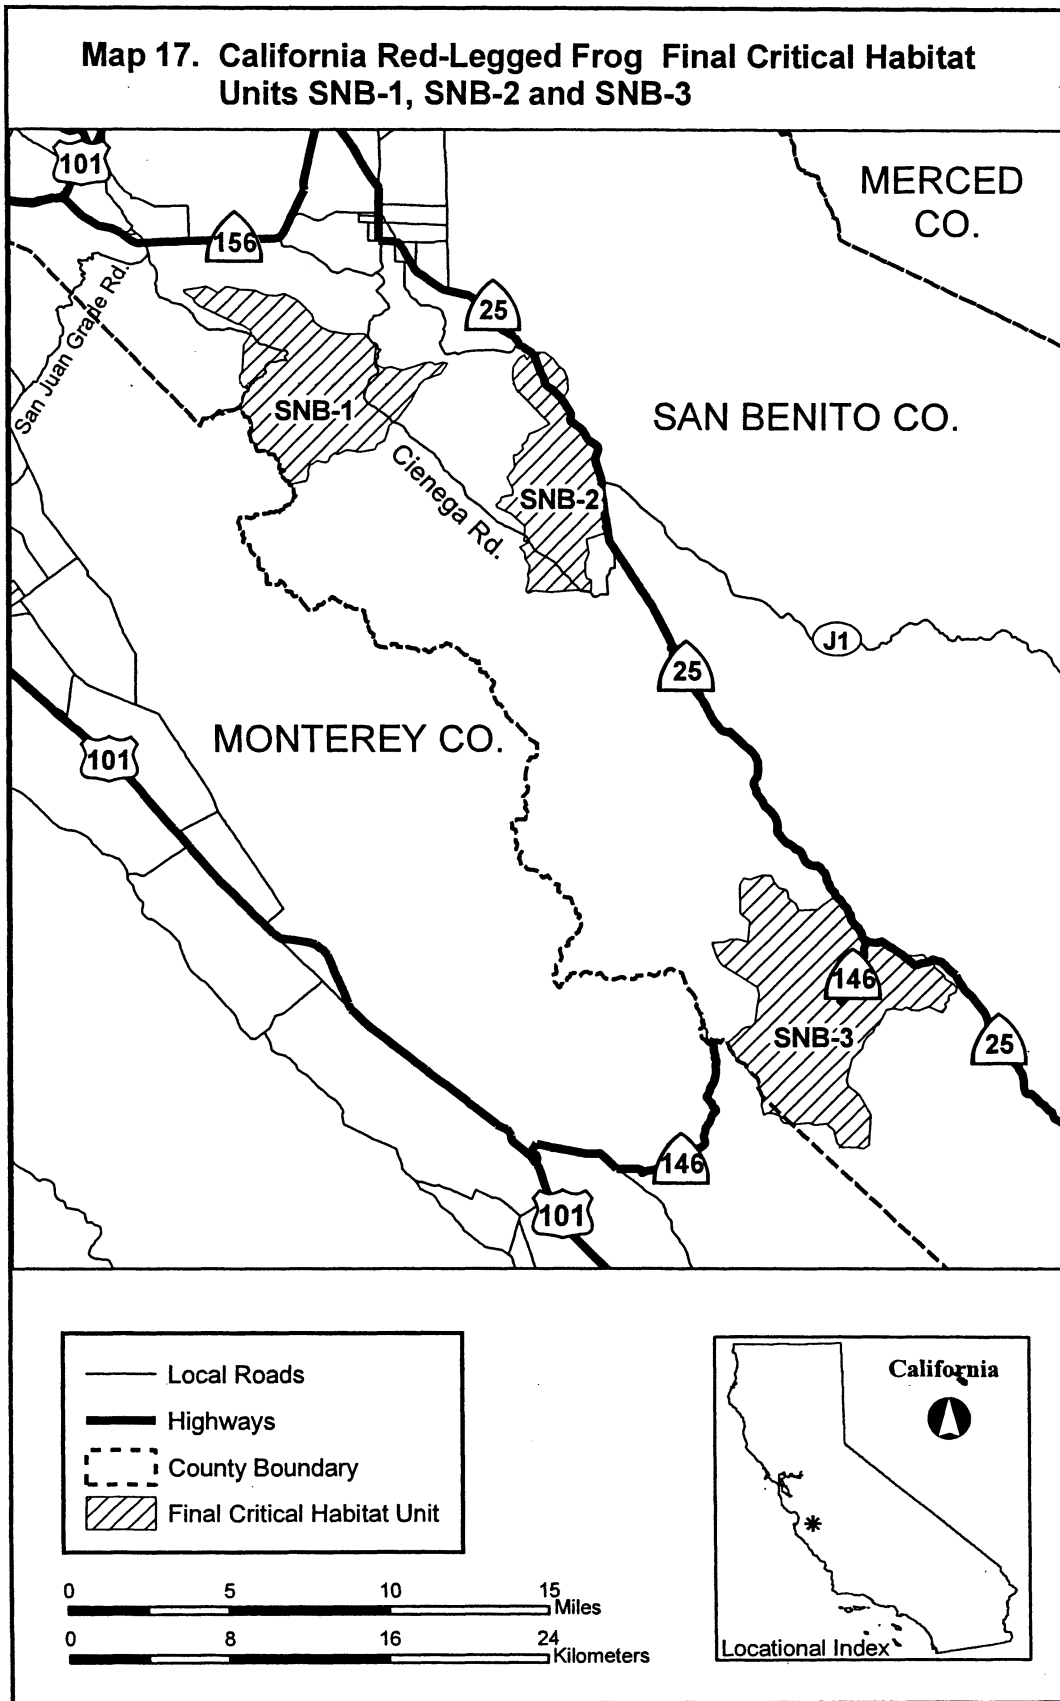 Map 17. California Red-Legged Frog Final Critical Habitat
Units SNB-1, SNB-2 and SNB-3
101
MERCED
CO.
156
San Juan Grade Rd.
25
SNB-1
SAN BENITO CO.
Cienega Rd.
SNB-2
J1
25
MONTEREY CO.
101
146
SNB-3
25
146
101
Local Roads
Highways
County Boundary
Final Critical Habitat Unit
0 5 10 15
Miles
0 8 16 24
Kilometers
California
Locational Index